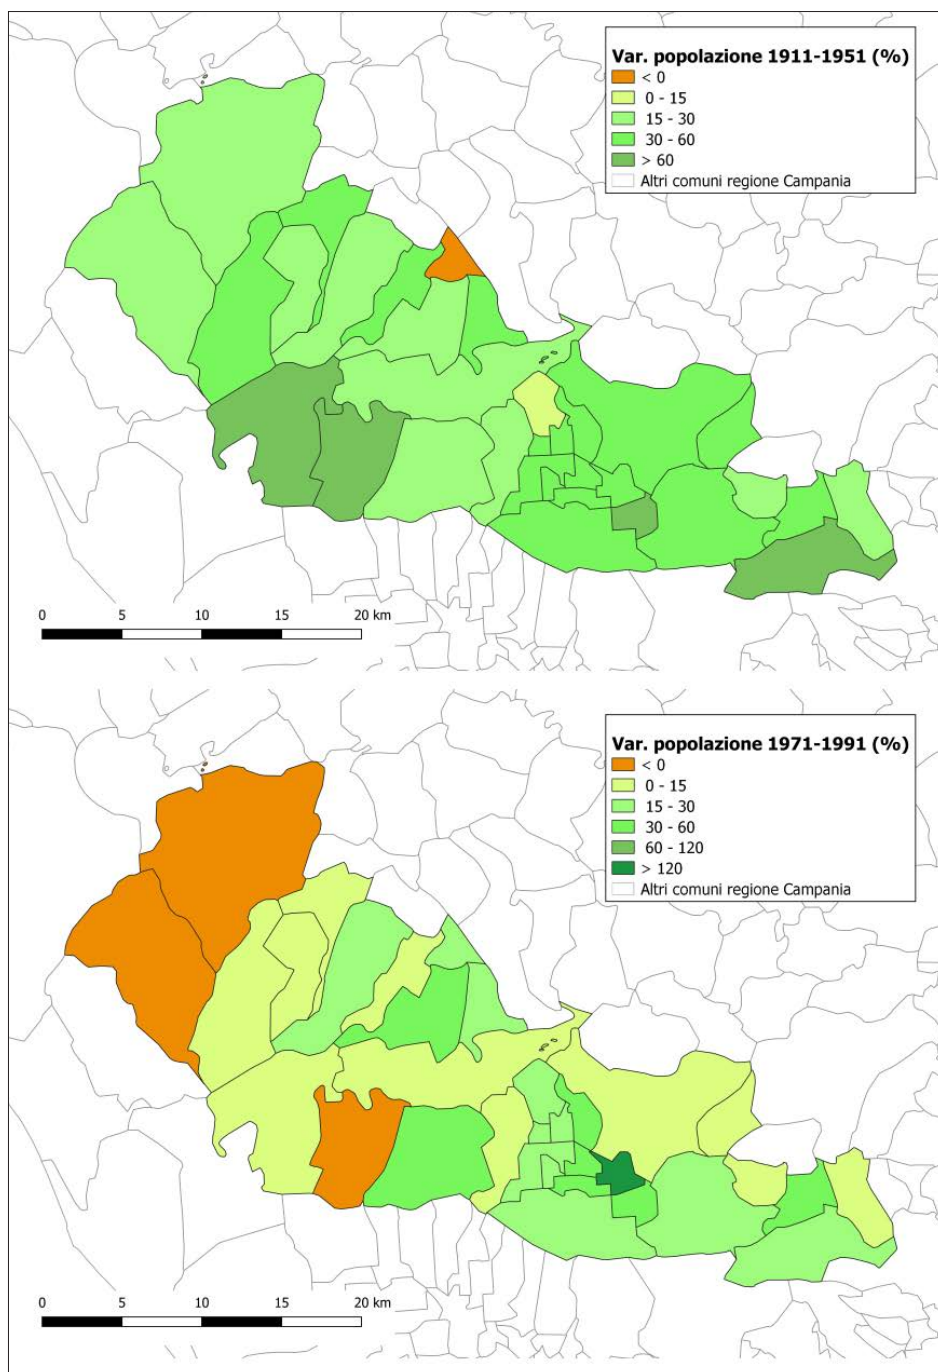 Var. popolazione 1911-1951 (%)
< 0
0 - 15
15 - 30
30 - 60
> 60
Altri comuni regione Campania
0 5 10 15 20 km
Var. popolazione 1971-1991 (%)
< 0
0 - 15
15 - 30
30 - 60
60 - 120
> 120
Altri comuni regione Campania
0 5 10 15 20 km